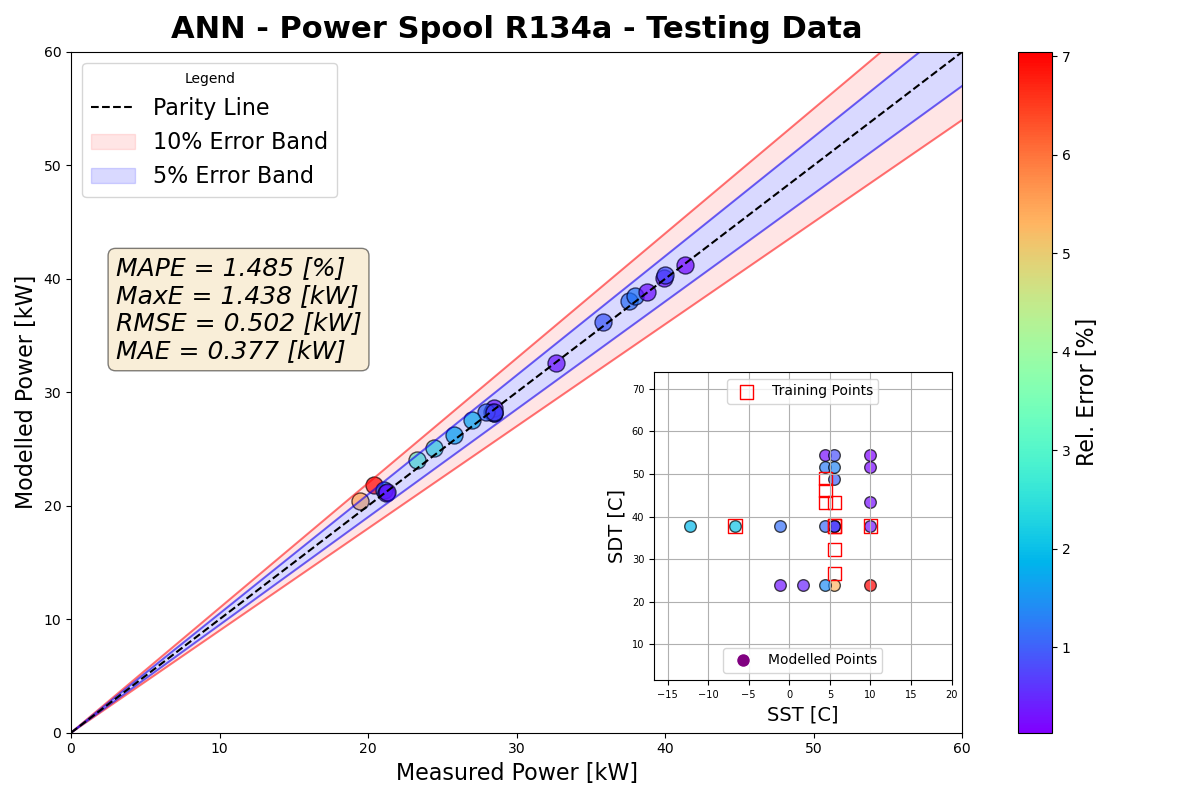 ANN - Power Spool R134a - Testing Data
Legend
Parity Line
10% Error Band
5% Error Band
MAPE = 1.485 [%]
MaxE = 1.438 [kW]
RMSE = 0.502 [kW]
MAE = 0.377 [kW]
Modelled Power [kW]
60
50
40
30
20
10
0
0
10
20
30
40
50
60
Measured Power [kW]
Training Points
Modelled Points
SDT [C]
70
60
50
40
30
20
10
−15
−10
−5
0
5
10
15
20
SST [C]
7
6
5
4
3
2
1
Rel. Error [%]